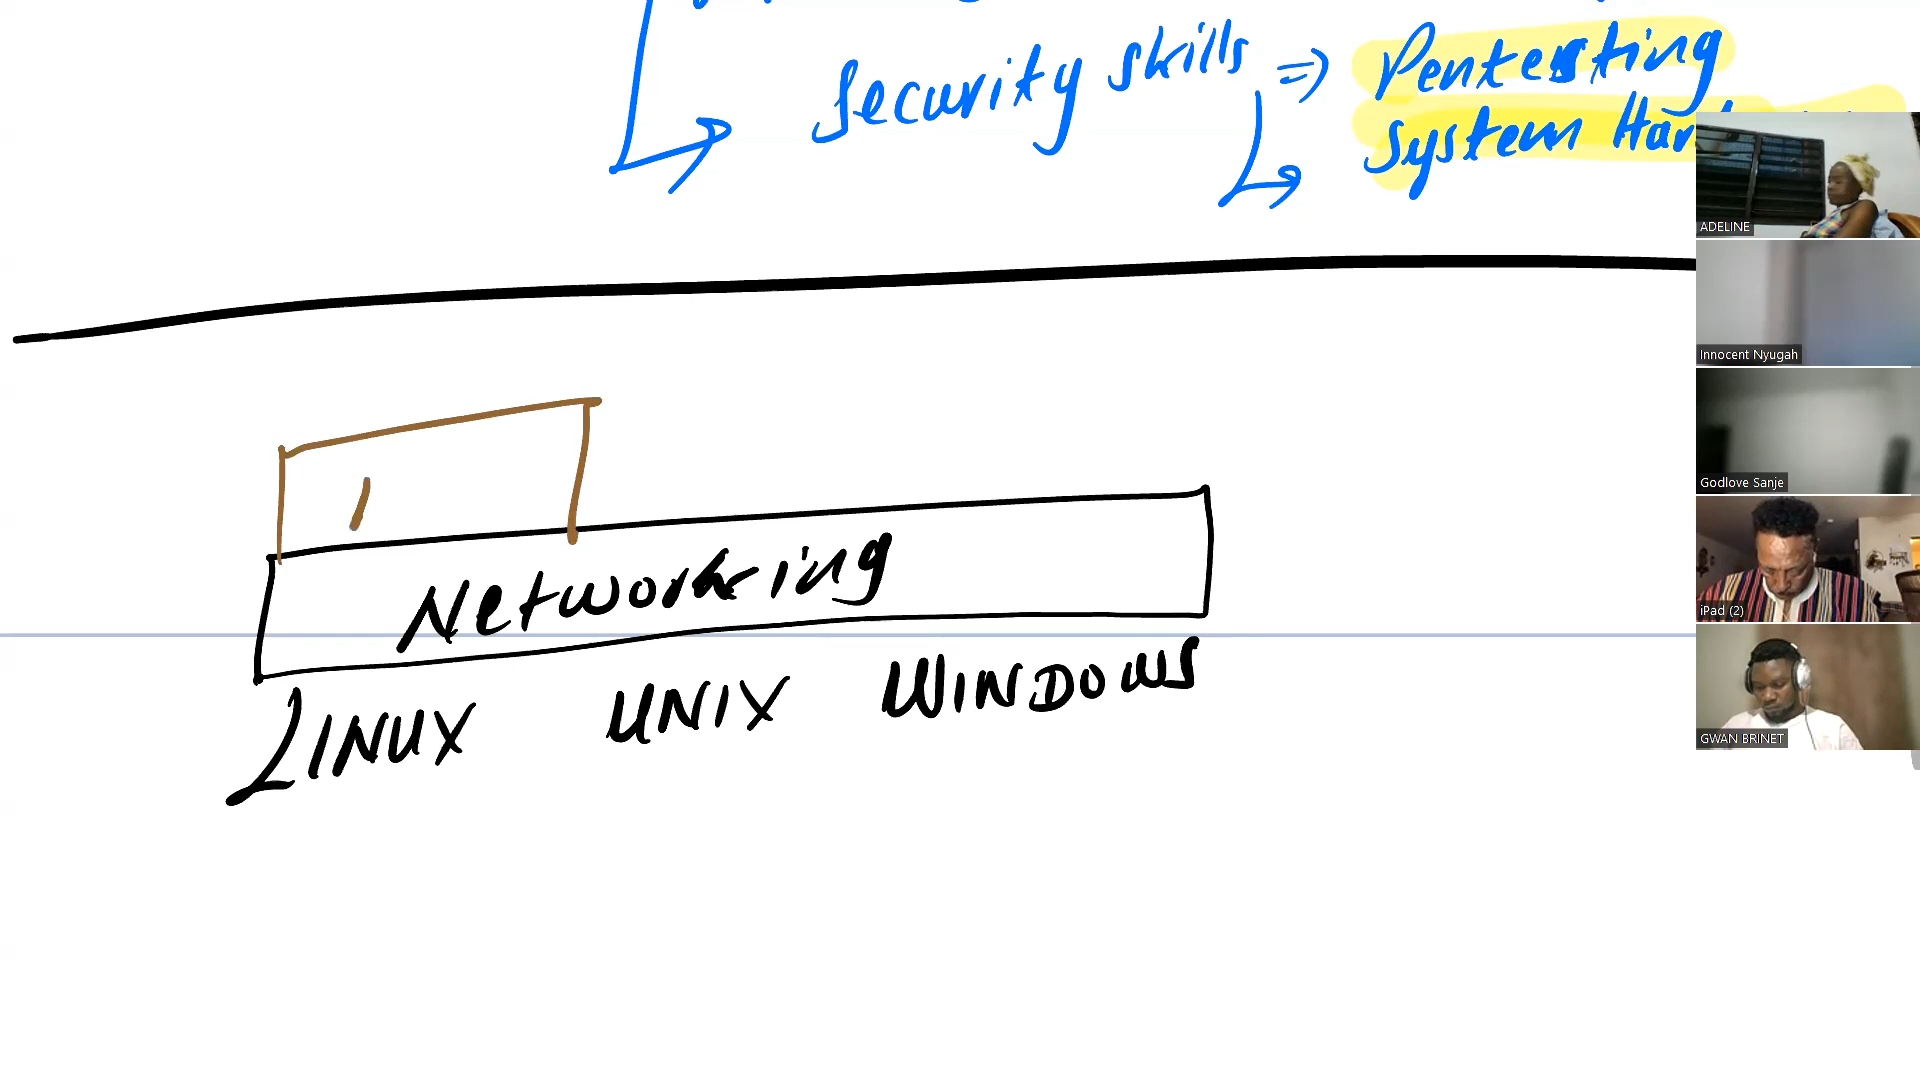 Security skills => Pentesting
System Har
ADELINE
Innocent Nyugah
Godlove Sanje
iPad (2)
Networking
GWAN BRINET
LINUX UNIX WINDOWS